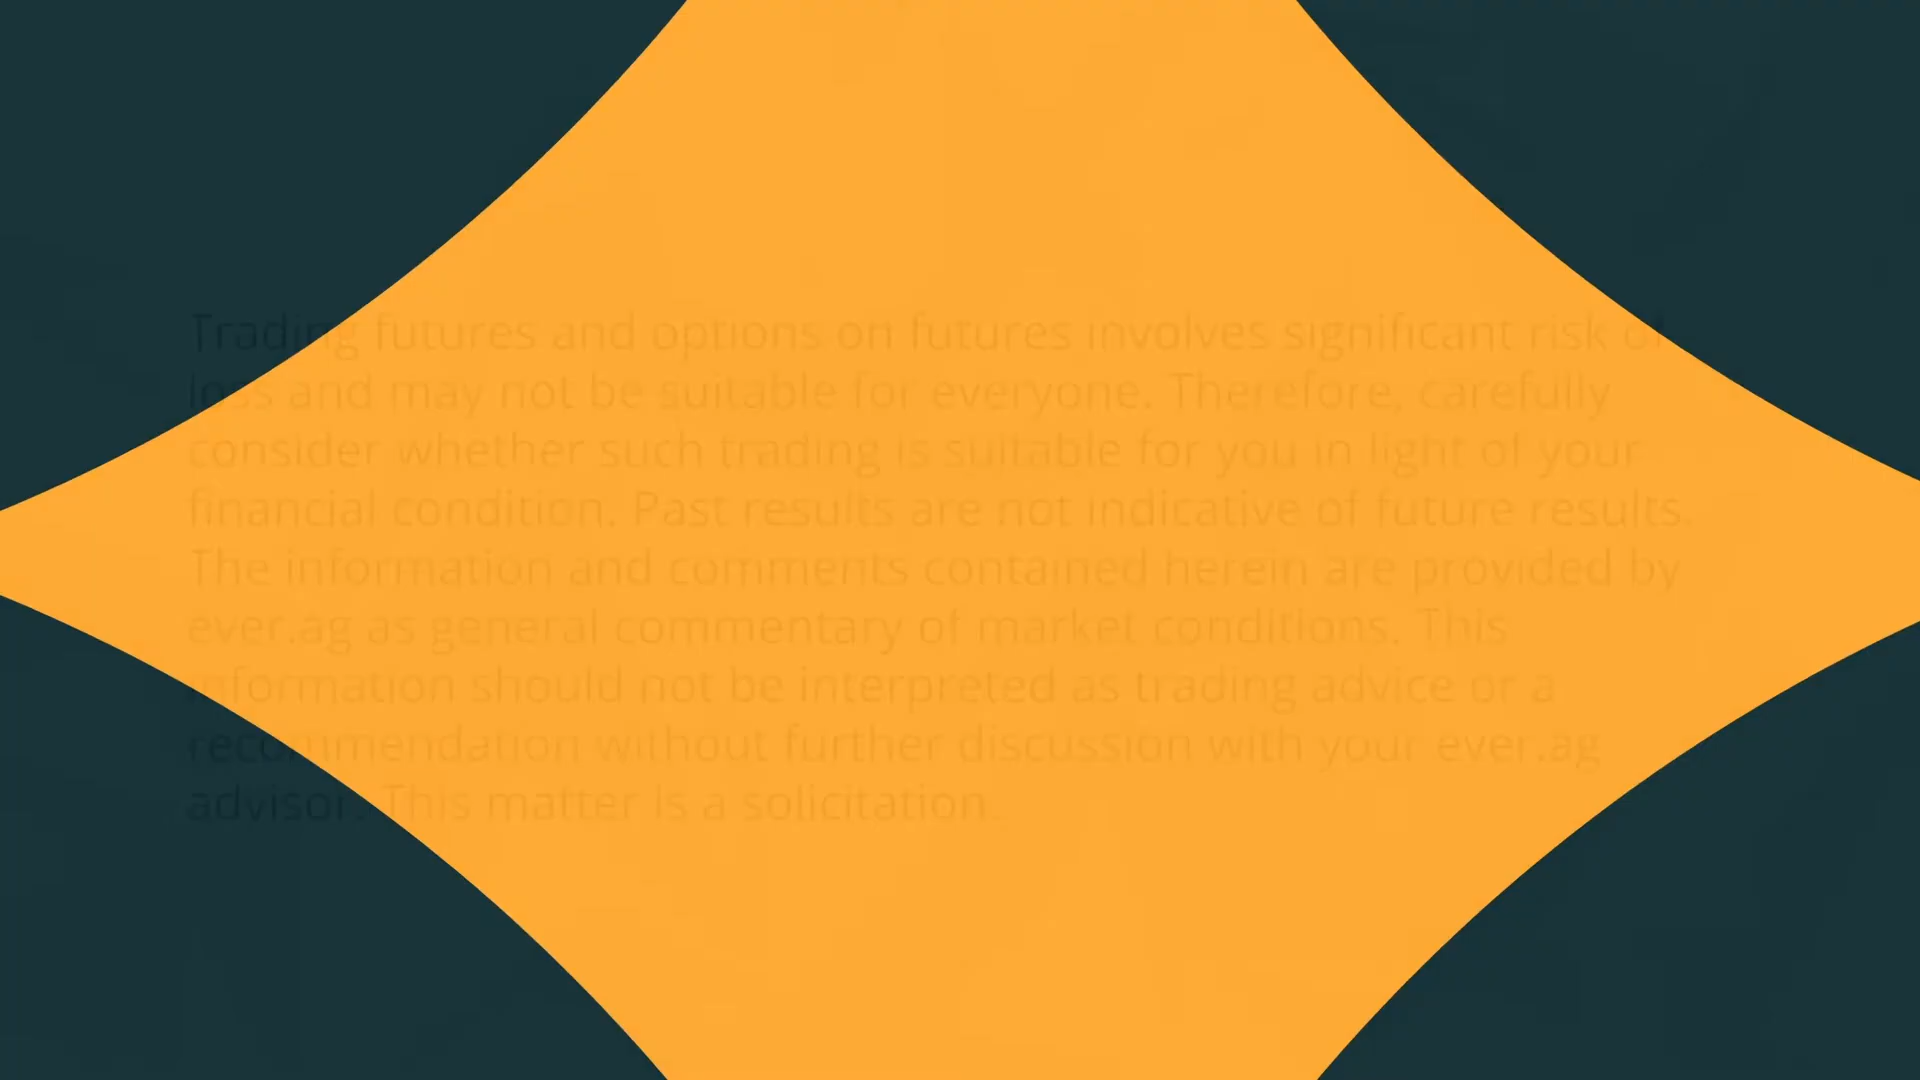 Trading futures and options on futures involves significant risk of
loss and may not be suitable for everyone. Therefore, carefully
consider whether such trading is suitable for you in light of your
financial condition. Past results are not indicative of future results.
The information and comments contained herein are provided by
ever.ag as general commentary of market conditions. This
information should not be interpreted as trading advice or a
recommendation without further discussion with your ever.ag
advisor. This matter is a solicitation.